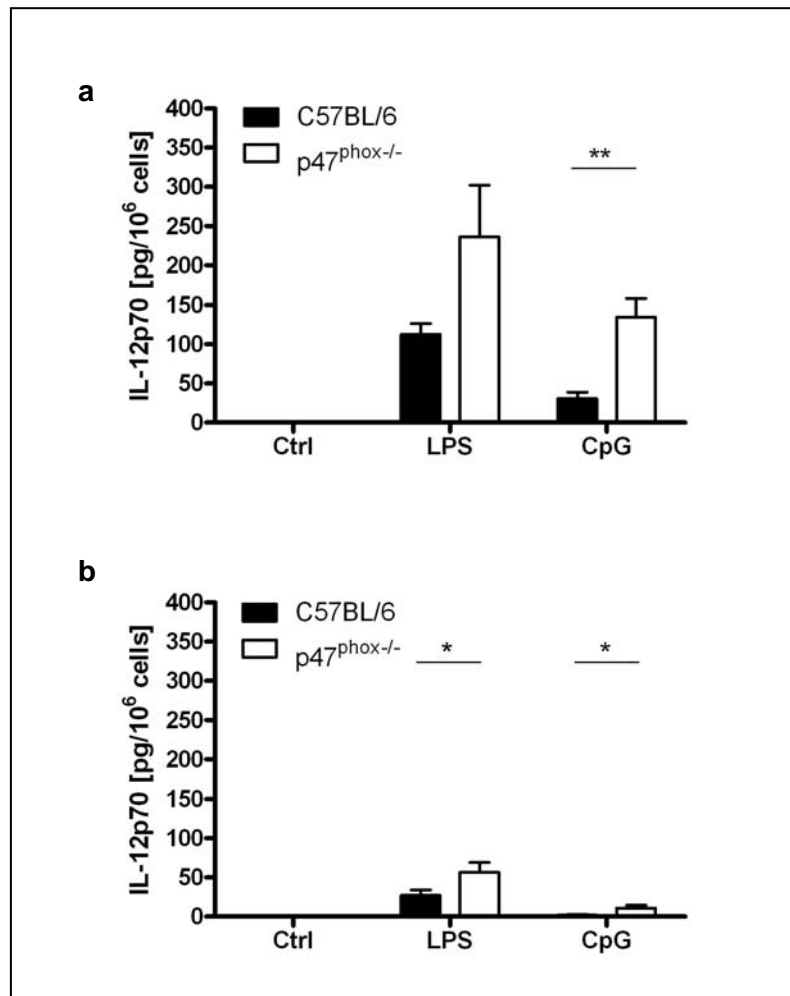 a
IL-12p70 [pg/10⁶ cells]
400
350
300
250
200
150
100
50
0
C57BL/6
p47phox-/-
**
Ctrl
LPS
CpG
b
IL-12p70 [pg/10⁶ cells]
400
350
300
250
200
150
100
50
0
C57BL/6
p47phox-/-
*
*
Ctrl
LPS
CpG